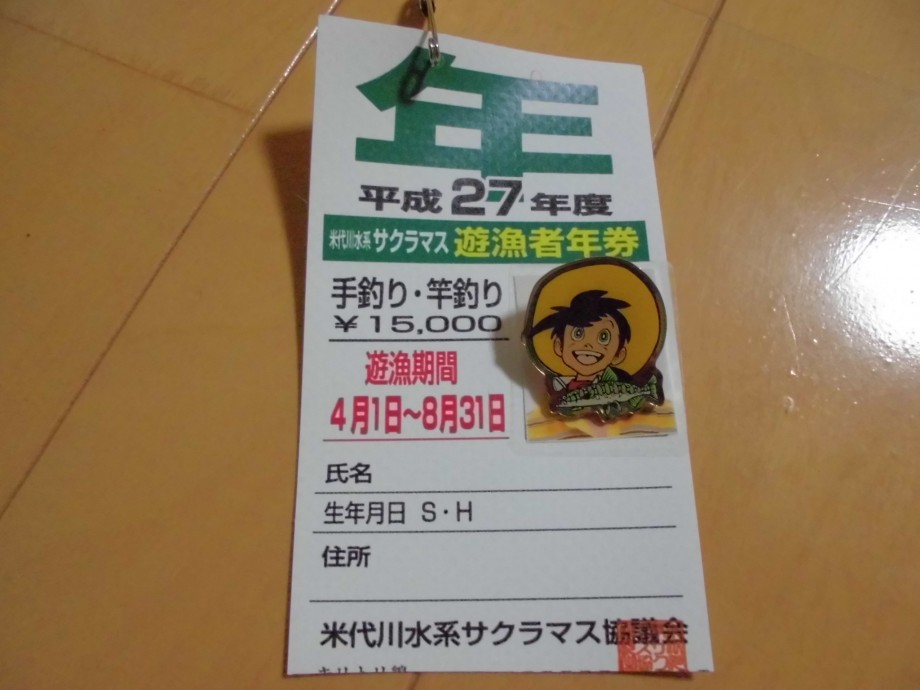 年
平成27年度
米代川水系サクラマス遊漁者年券
手釣り・竿釣り
¥15,000
遊漁期間
4月1日〜8月31日
氏名
生年月日 S・H
住所
米代川水系サクラマス協議会